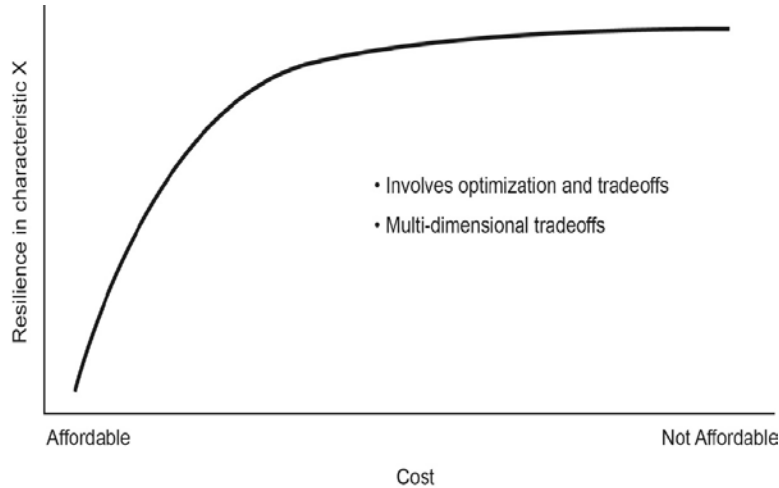 Resilience in characteristic X
• Involves optimization and tradeoffs
• Multi-dimensional tradeoffs
Affordable
Not Affordable
Cost